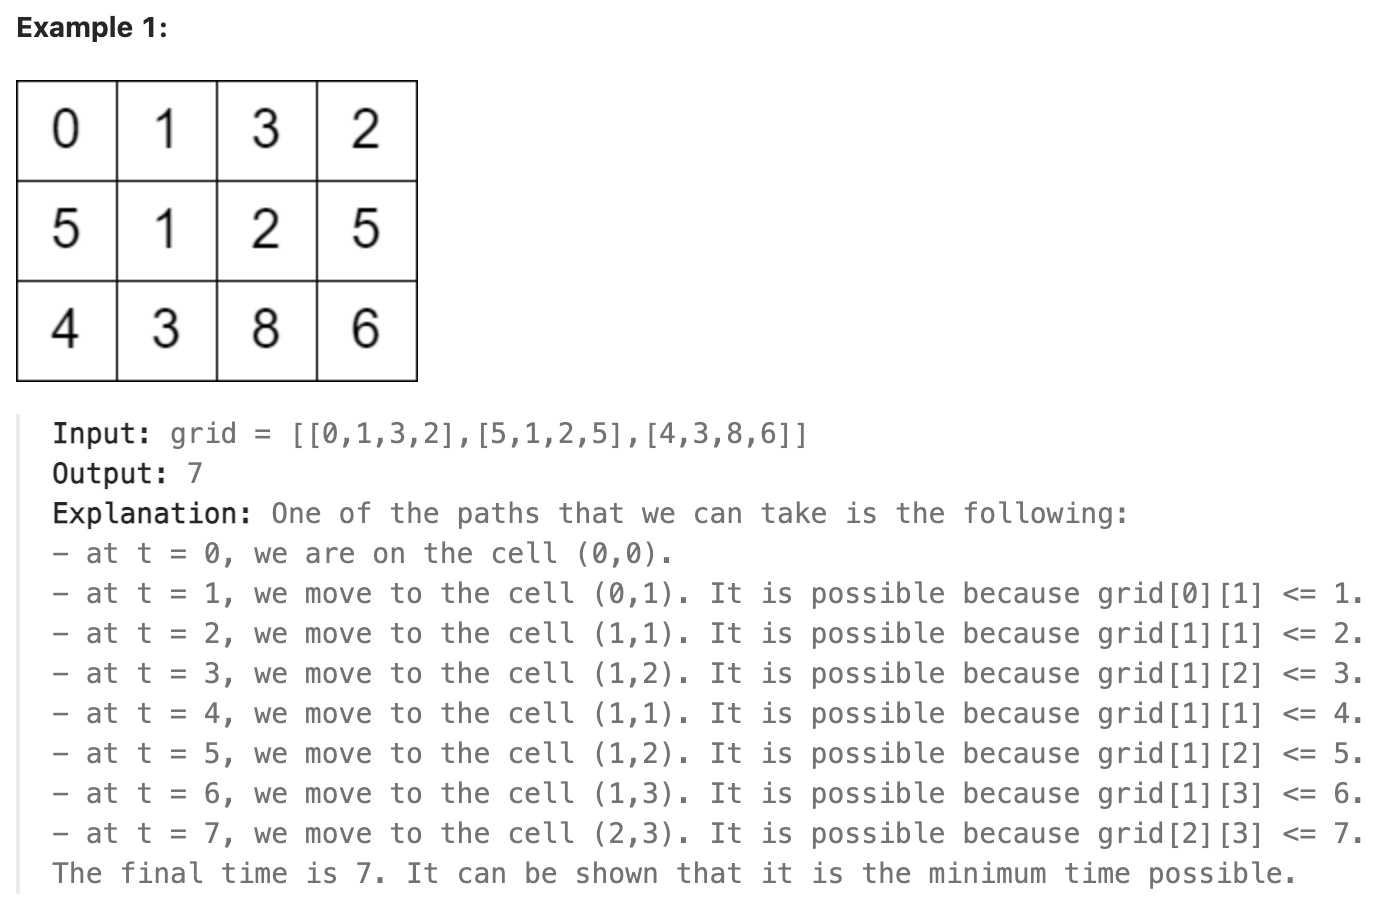 Example 1:
0 1 3 2
5 1 2 5
4 3 8 6
Input: grid = [[0,1,3,2],[5,1,2,5],[4,3,8,6]]
Output: 7
Explanation: One of the paths that we can take is the following:
- at t = 0, we are on the cell (0,0).
- at t = 1, we move to the cell (0,1). It is possible because grid[0][1] <= 1.
- at t = 2, we move to the cell (1,1). It is possible because grid[1][1] <= 2.
- at t = 3, we move to the cell (1,2). It is possible because grid[1][2] <= 3.
- at t = 4, we move to the cell (1,1). It is possible because grid[1][1] <= 4.
- at t = 5, we move to the cell (1,2). It is possible because grid[1][2] <= 5.
- at t = 6, we move to the cell (1,3). It is possible because grid[1][3] <= 6.
- at t = 7, we move to the cell (2,3). It is possible because grid[2][3] <= 7.
The final time is 7. It can be shown that it is the minimum time possible.